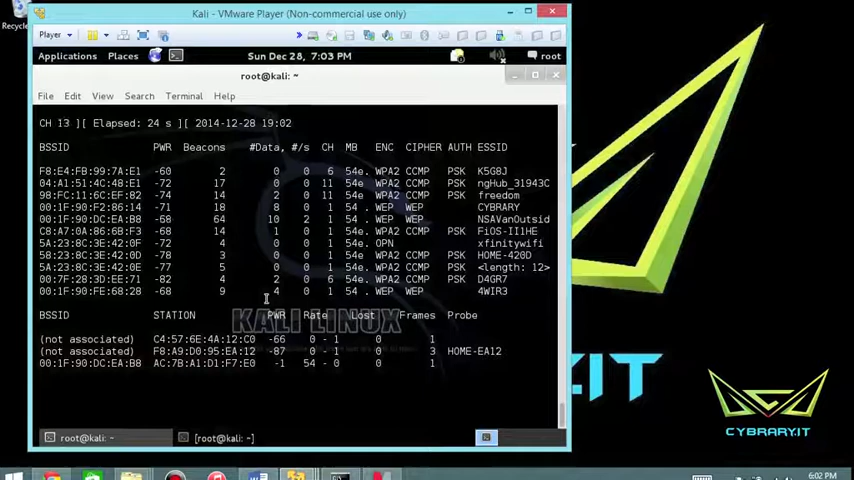 Recycle
Kali - VMware Player (Non-commercial use only)
Player
Applications Places Sun Dec 28, 7:03 PM root
root@kali: ~
File Edit View Search Terminal Help
CH 13 ][ Elapsed: 24 s ][ 2014-12-28 19:02
BSSID PWR Beacons #Data, #/s CH MB ENC CIPHER AUTH ESSID
F8:E4:FB:99:7A:E1 -60 2 0 0 6 54e. WPA2 CCMP PSK K5G8J
04:A1:51:4C:48:E1 -72 17 0 0 11 54e. WPA2 CCMP PSK ngHub_31943C
98:FC:11:6C:EF:82 -74 14 2 0 11 54e WPA2 CCMP PSK freedom
00:1F:90:F2:86:14 -71 18 8 0 1 54 . WEP WEP CYBRARY
00:1F:90:DC:EA:B8 -68 64 10 2 1 54 . WEP WEP NSAVanOutsid
C8:A7:0A:86:6B:F3 -68 14 1 0 1 54e WPA2 CCMP PSK FiOS-II1HE
5A:23:8C:3E:42:0F -72 4 0 0 1 54e. OPN xfinitywifi
58:23:8C:3E:42:0D -78 3 0 0 1 54e. WPA2 CCMP PSK HOME-420D
5A:23:8C:3E:42:0E -77 5 0 0 1 54e. WPA2 CCMP PSK <length: 12>
00:7F:28:3D:EE:71 -82 4 2 0 6 54e WPA2 CCMP PSK D4GR7
00:1F:90:FE:68:28 -68 9 4 0 1 54 . WEP WEP 4WIR3
BSSID STATION PWR Rate Lost Frames Probe
KALI LINUX
(not associated) C4:57:6E:4A:12:C0 -66 0 - 1 0 1
(not associated) F8:A9:D0:95:EA:12 -87 0 - 1 0 3 HOME-EA12
00:1F:90:DC:EA:B8 AC:7B:A1:D1:F7:E0 -1 54 - 0 0 1
root@kali: ~ [root@kali: ~]
Y.IT
CYBRARY.IT
6:02 PM